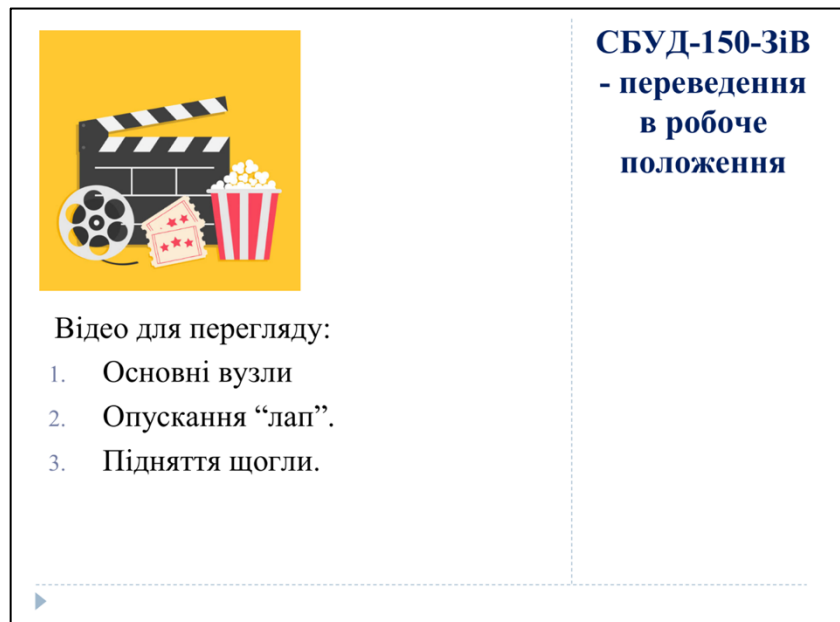 СБУД-150-ЗіВ
- переведення
в робоче
положення
Відео для перегляду:
1. Основні вузли
2. Опускання “лап”.
3. Підняття щогли.